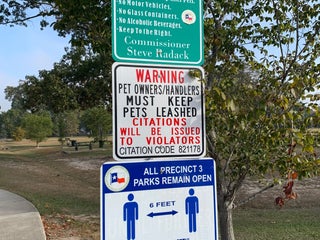 No Motor Vehicles.
No Glass Containers.
No Alcoholic Beverages.
Keep To the Right.
Commissioner
Steve Radack
WARNING
PET OWNERS/HANDLERS
MUST KEEP
PETS LEASHED
CITATIONS
WILL BE ISSUED
TO VIOLATORS
CITATION CODE 821178
ALL PRECINCT 3
PARKS REMAIN OPEN
6 FEET